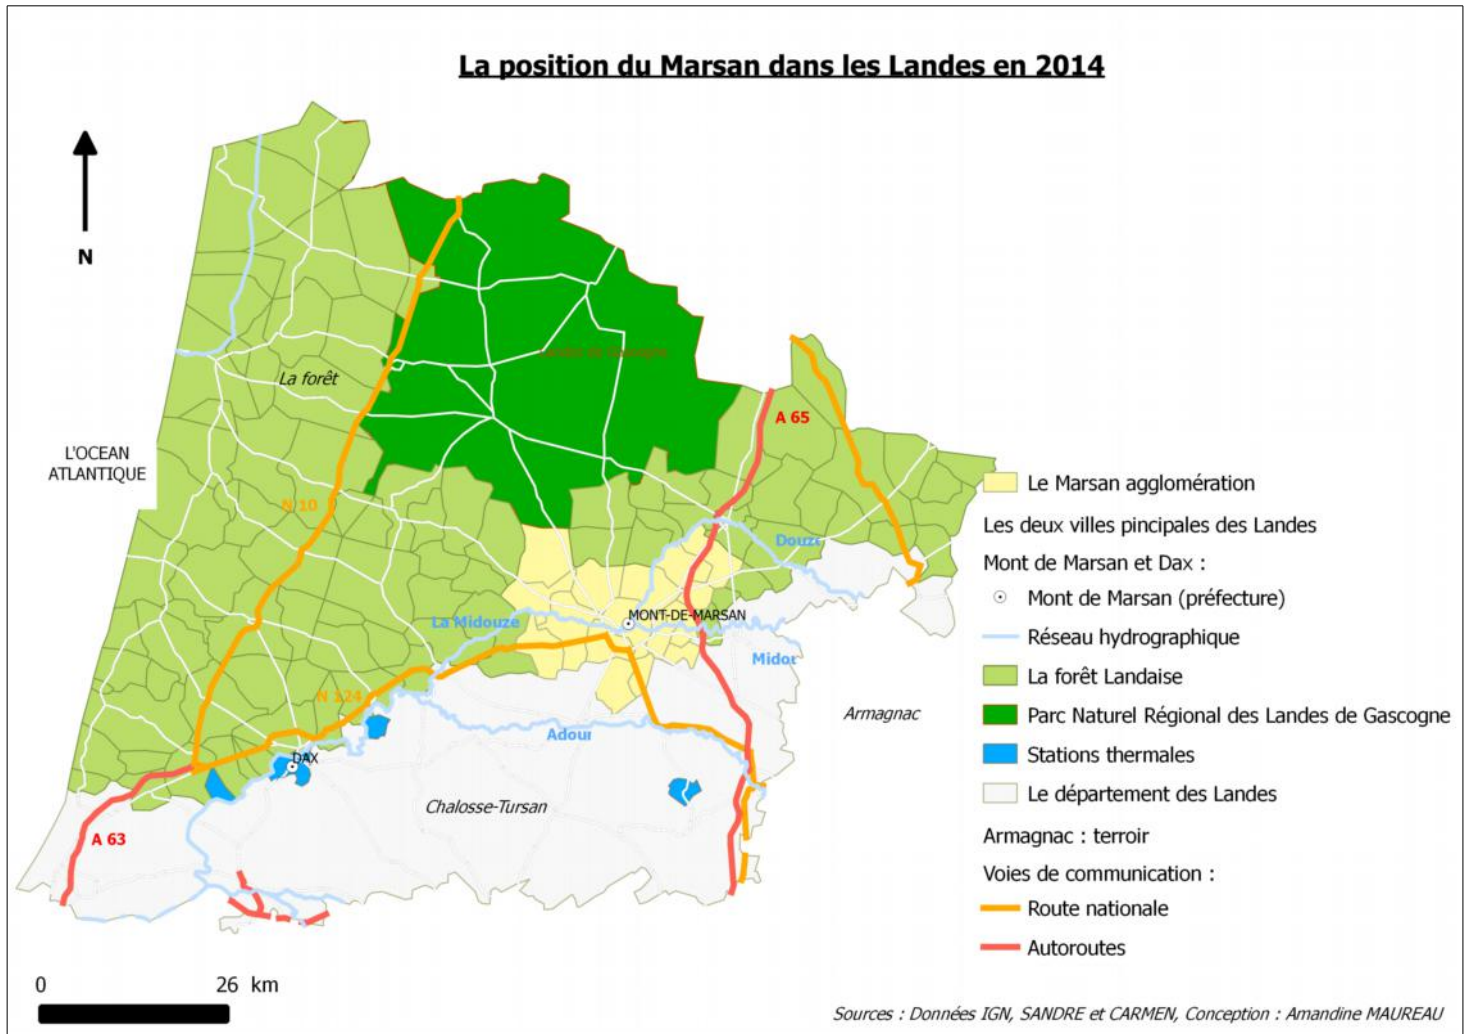 La position du Marsan dans les Landes en 2014
N
La forêt
L'OCEAN
ATLANTIQUE
Landes de Gascogne
A 65
N 10
Douze
La Midouze
MONT-DE-MARSAN
Midou
N 124
Armagnac
Adour
DAX
Chalosse-Tursan
A 63
Le Marsan agglomération
Les deux villes pincipales des Landes
Mont de Marsan et Dax :
Mont de Marsan (préfecture)
Réseau hydrographique
La forêt Landaise
Parc Naturel Régional des Landes de Gascogne
Stations thermales
Le département des Landes
Armagnac : terroir
Voies de communication :
Route nationale
Autoroutes
0 26 km
Sources : Données IGN, SANDRE et CARMEN, Conception : Amandine MAUREAU